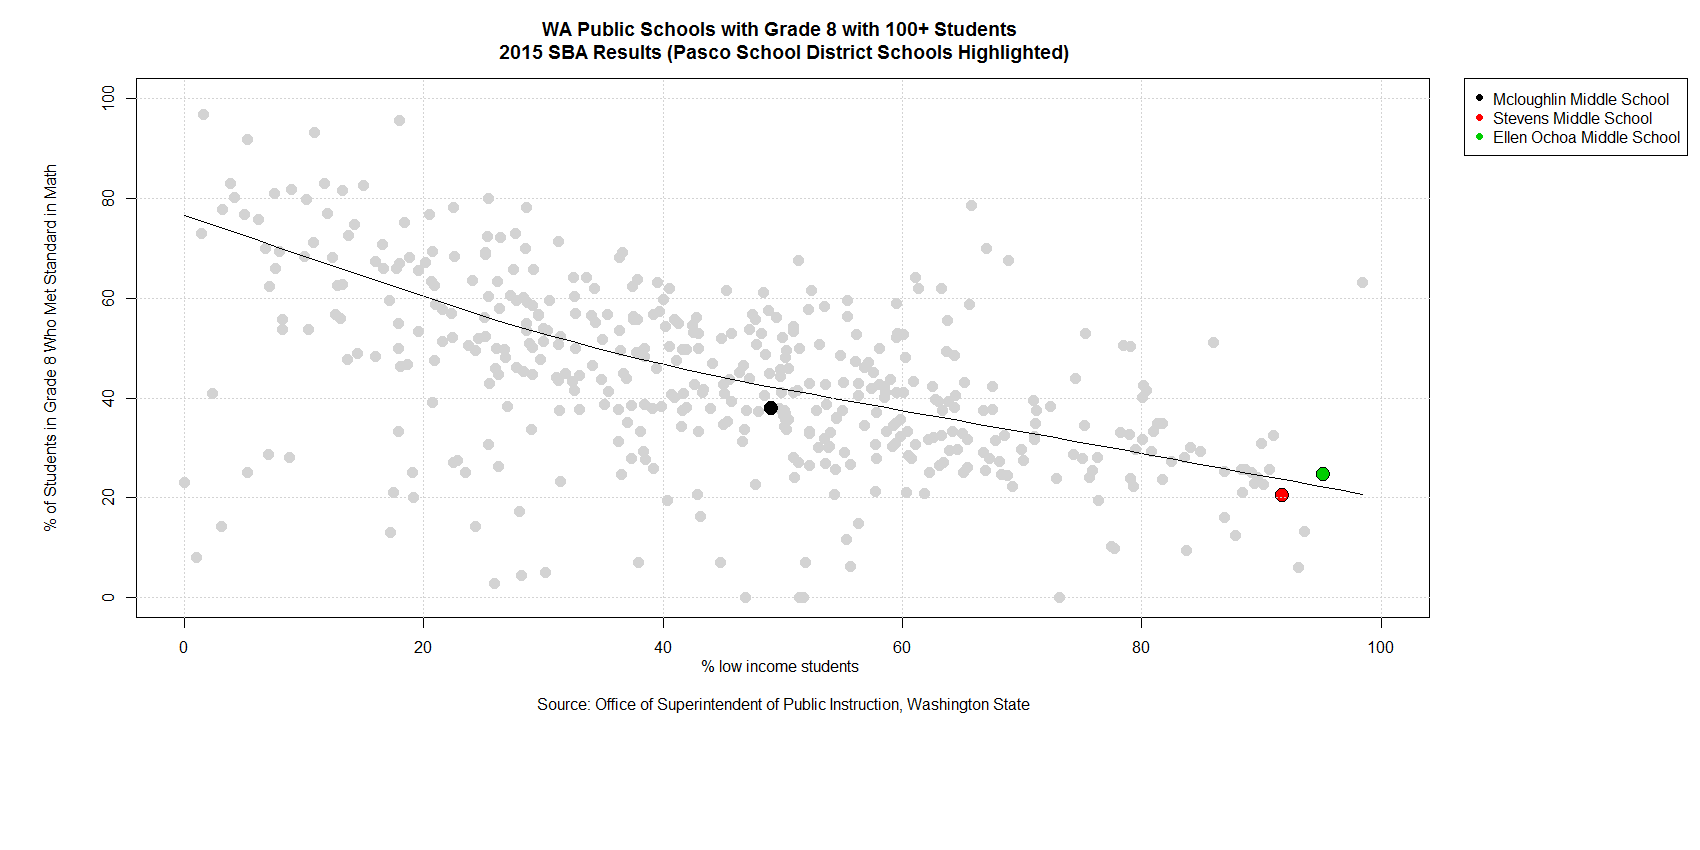 WA Public Schools with Grade 8 with 100+ Students
2015 SBA Results (Pasco School District Schools Highlighted)
% of Students in Grade 8 Who Met Standard in Math
100
80
60
40
20
0
0 20 40 60 80 100
% low income students
Source: Office of Superintendent of Public Instruction, Washington State
Mcloughlin Middle School
Stevens Middle School
Ellen Ochoa Middle School